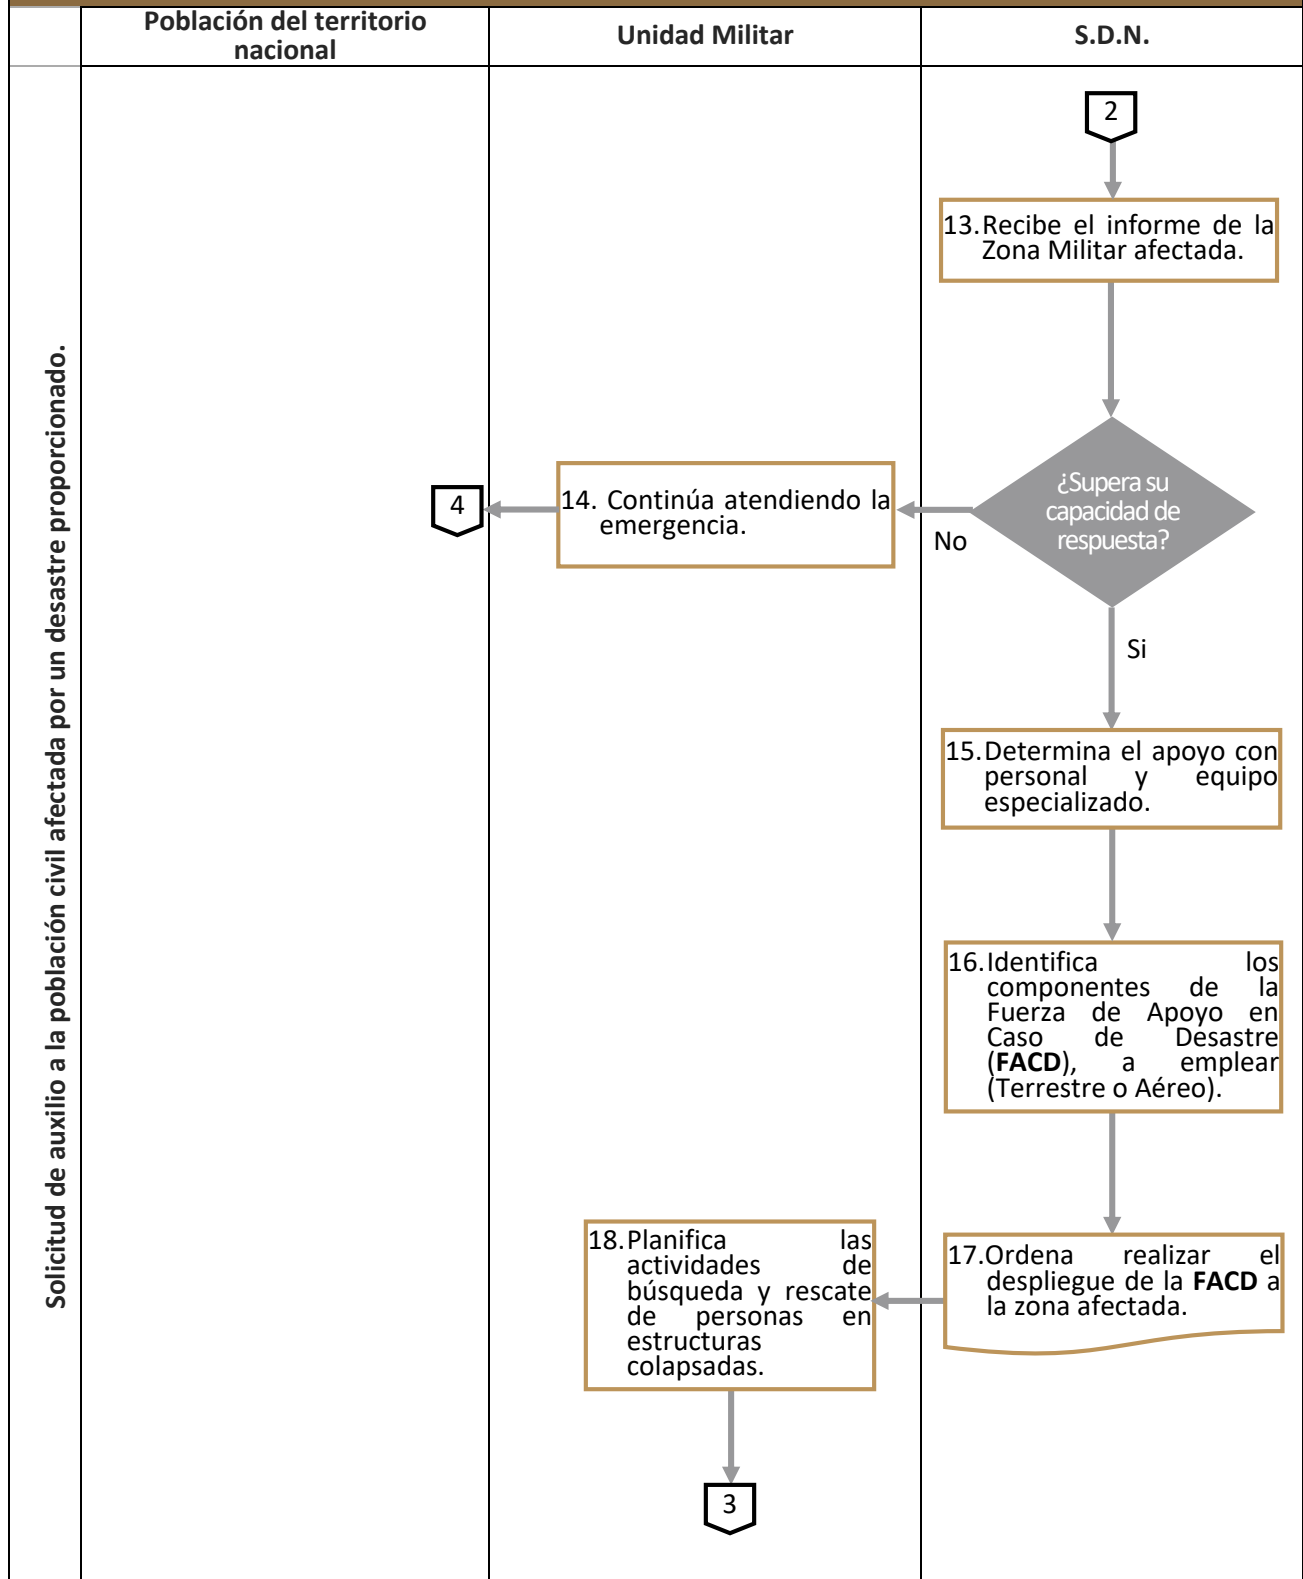 Población del territorio
nacional
Unidad Militar
S.D.N.
Solicitud de auxilio a la población civil afectada por un desastre proporcionado.
2
13.Recibe el informe de la
Zona Militar afectada.
¿Supera su
capacidad de
respuesta?
No
14. Continúa atendiendo la
emergencia.
4
Si
15.Determina el apoyo con
personal y equipo
especializado.
16.Identifica los
componentes de la
Fuerza de Apoyo en
Caso de Desastre
(FACD), a emplear
(Terrestre o Aéreo).
17.Ordena realizar el
despliegue de la FACD a
la zona afectada.
18.Planifica las
actividades de
búsqueda y rescate
de personas en
estructuras
colapsadas.
3